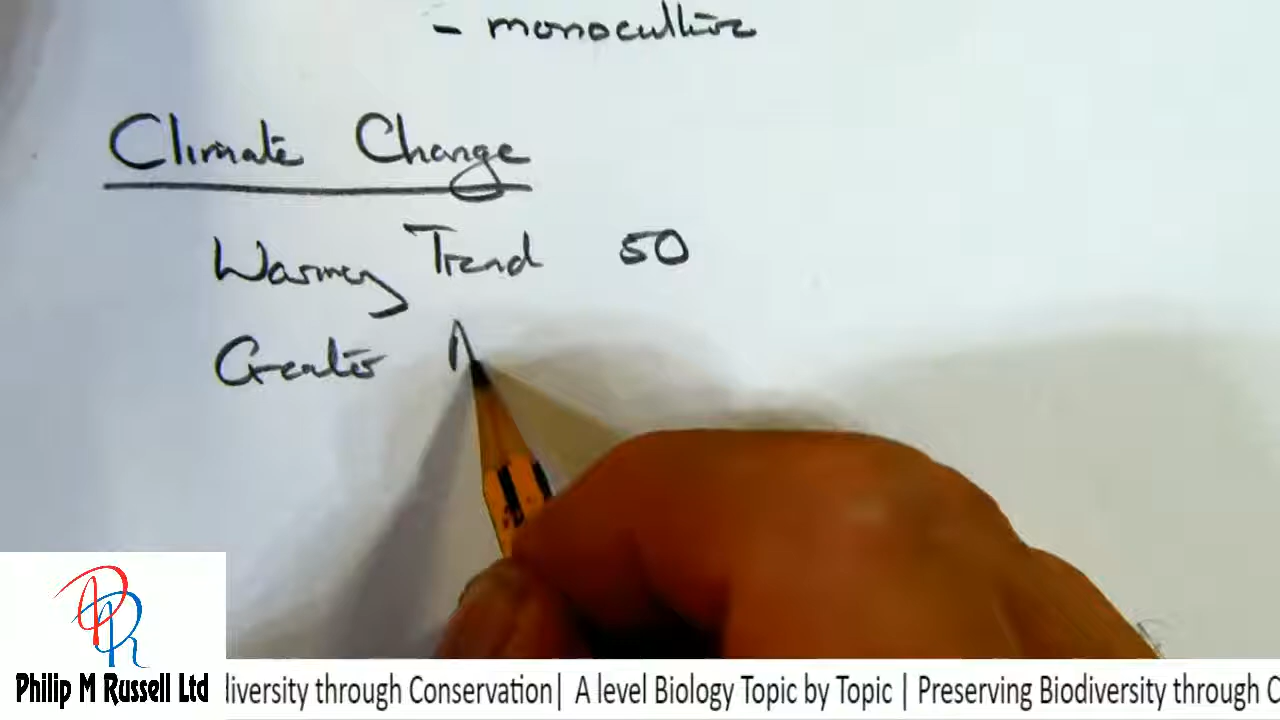 - monoculture
Climate Change
Warming Trend 50
Greater
Philip M Russell Ltd
diversity through Conservation| A level Biology Topic by Topic | Preserving Biodiversity through C